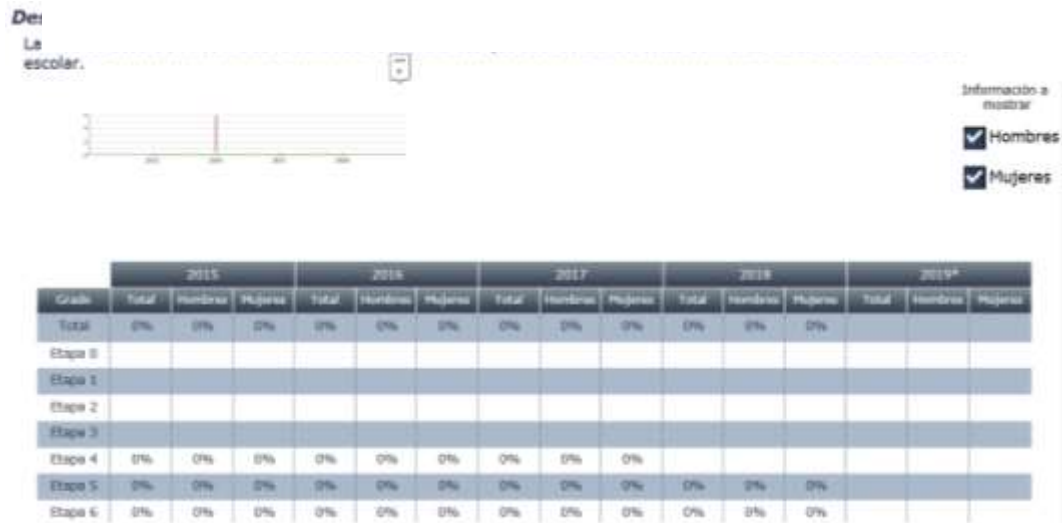 Des
La
escolar.
Información a
mostrar
Hombres
Mujeres
2015 2016 2017 2018 2019*
Grado Total Hombres Mujeres Total Hombres Mujeres Total Hombres Mujeres Total Hombres Mujeres Total Hombres Mujeres
Total 0% 0% 0% 0% 0% 0% 0% 0% 0% 0% 0% 0%
Etapa 0
Etapa 1
Etapa 2
Etapa 3
Etapa 4 0% 0% 0% 0% 0% 0% 0% 0% 0%
Etapa 5 0% 0% 0% 0% 0% 0% 0% 0% 0% 0% 0% 0%
Etapa 6 0% 0% 0% 0% 0% 0% 0% 0% 0% 0% 0% 0%